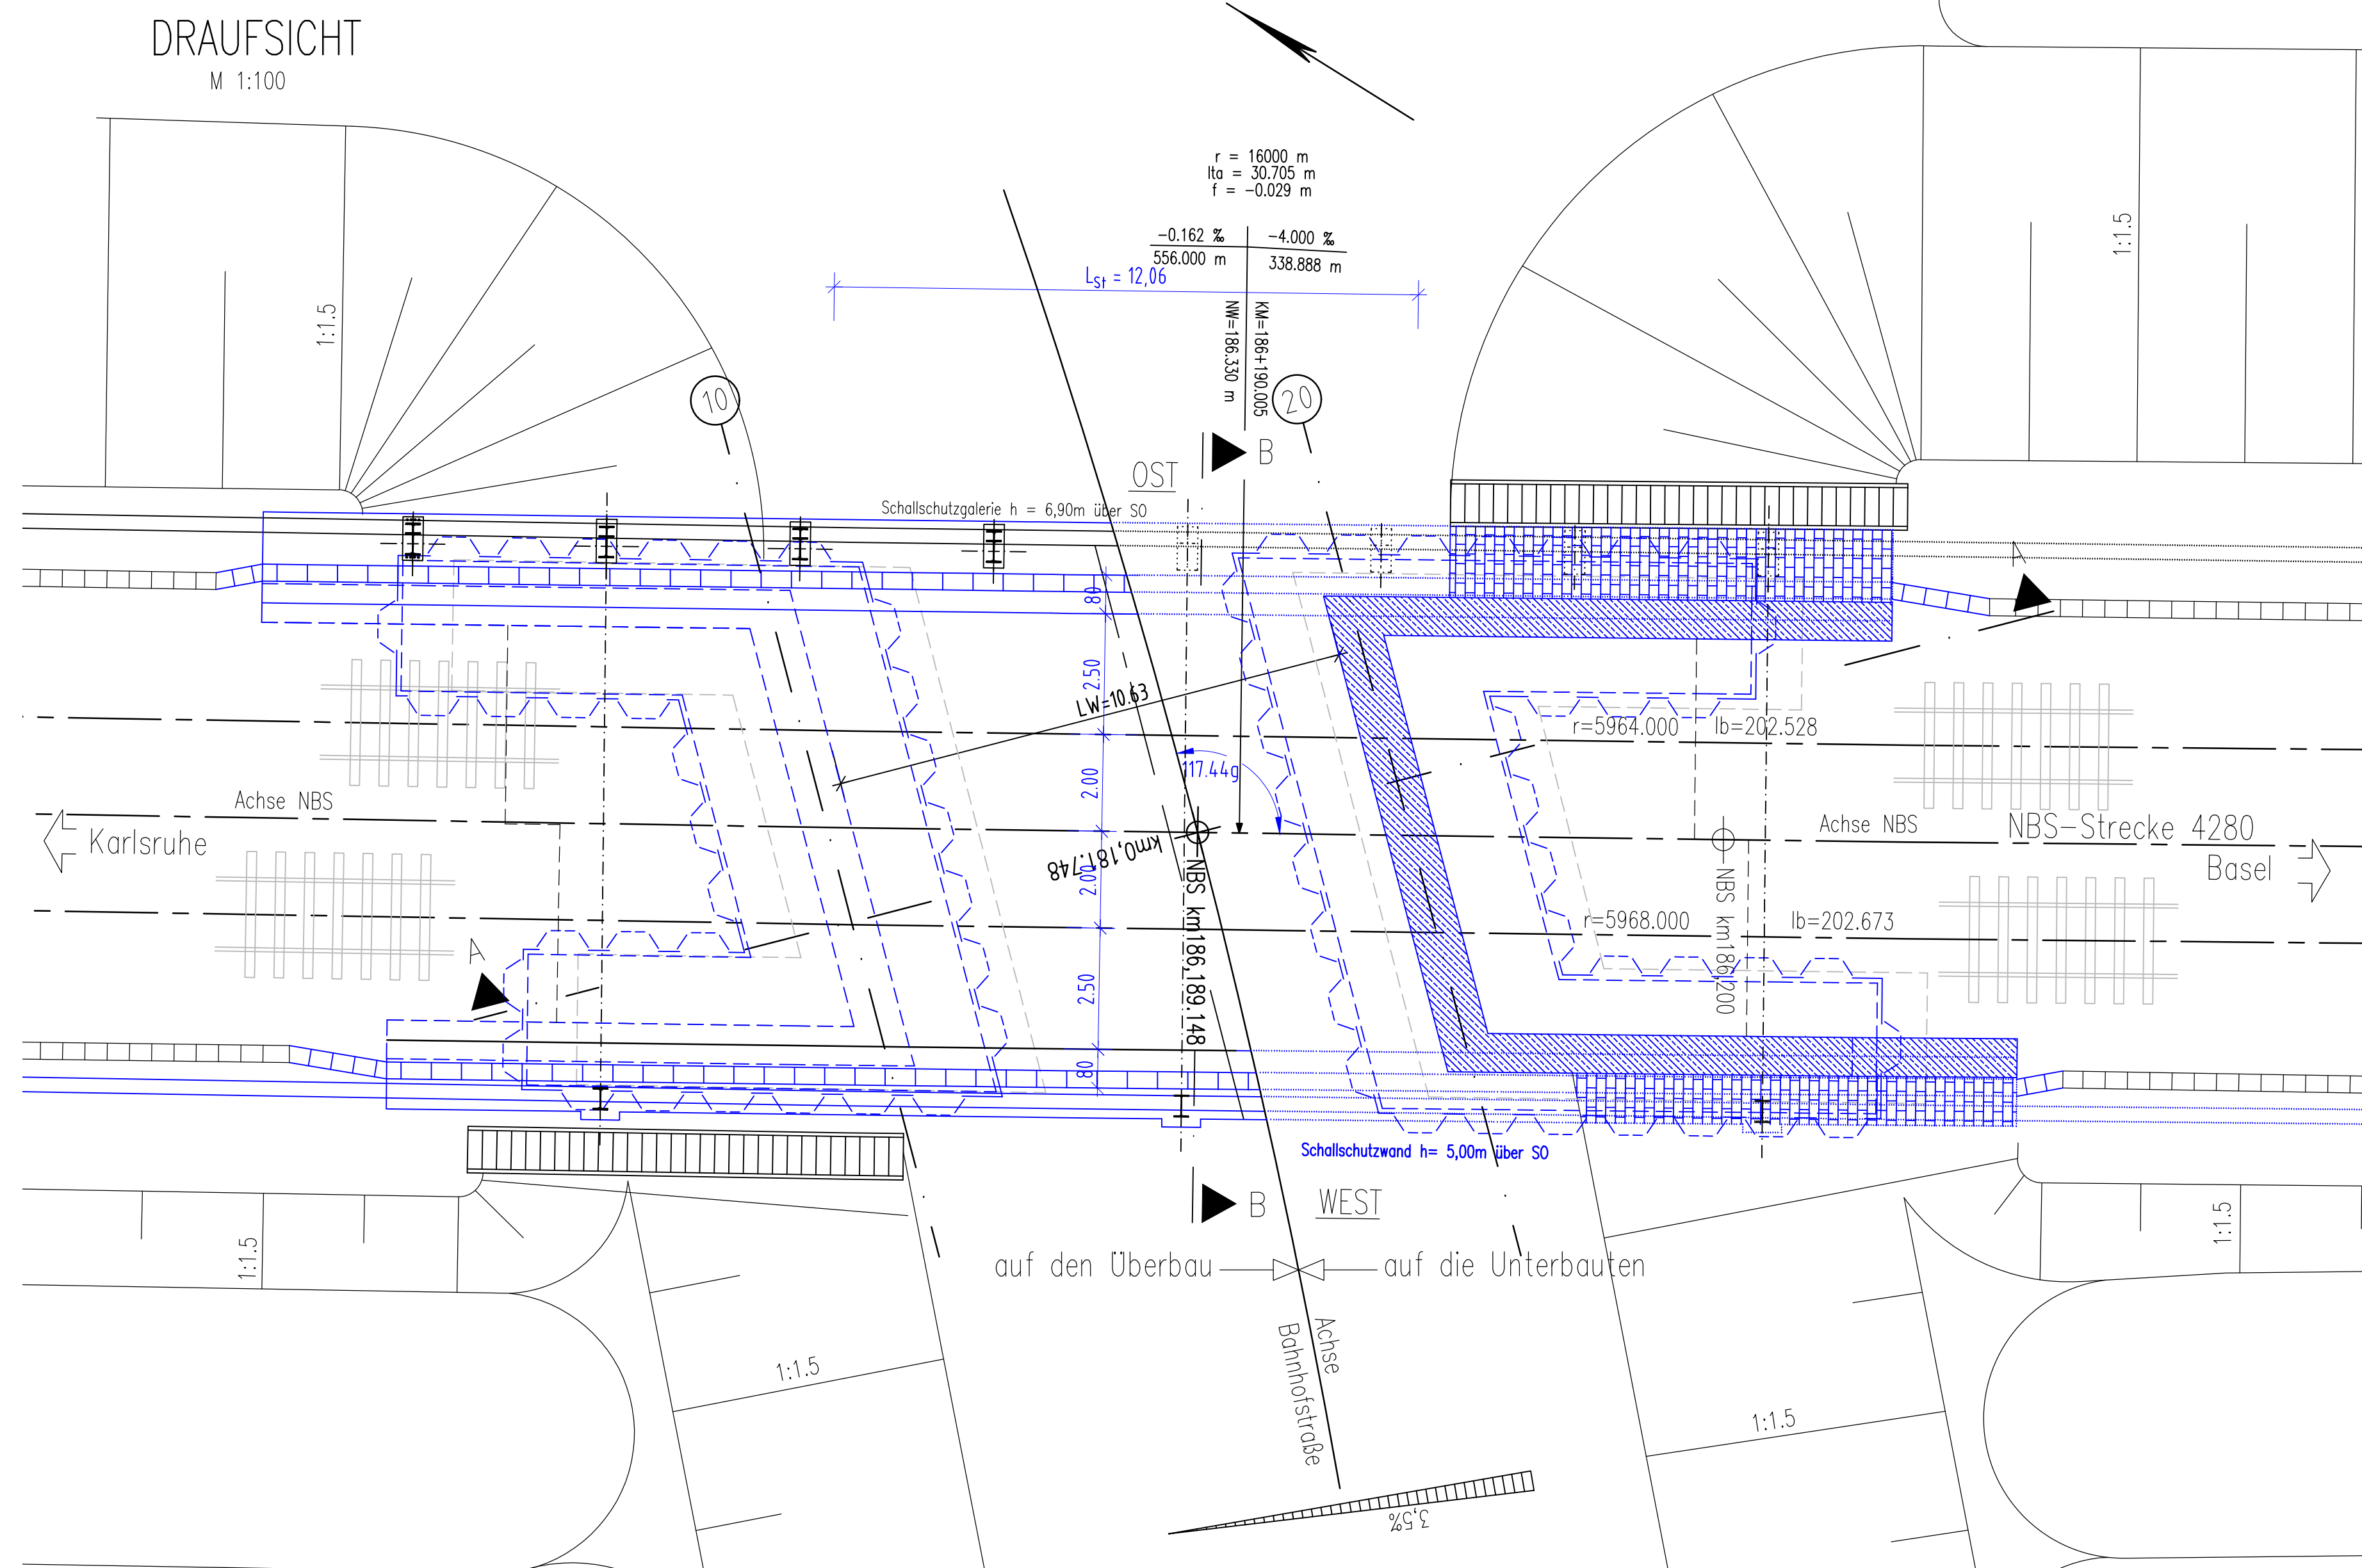 DRAUFSICHT
M 1:100
r = 16000 m
lta = 30.705 m
f = -0.029 m
-0.162 ‰
-4.000 ‰
556.000 m
338.888 m
LSt = 12,06
NW=186.330 m
KM=186+190.005
1:1.5
1:1.5
10
20
B
OST
Schallschutzgalerie h = 6,90m über SO
A
80
2.50
LW=10.63
2.00
117.44g
r=5964.000
lb=202.528
Achse NBS
Karlsruhe
Achse NBS
NBS-Strecke 4280
Basel
km0,181.748
2.00
NBS km186,189.148
NBS km186,200
r=5968.000
lb=202.673
A
2.50
80
Schallschutzwand h= 5,00m über SO
B
WEST
auf den Überbau
auf die Unterbauten
1:1.5
1:1.5
1:1.5
1:1.5
Achse
Bahnhofstraße
3,5%